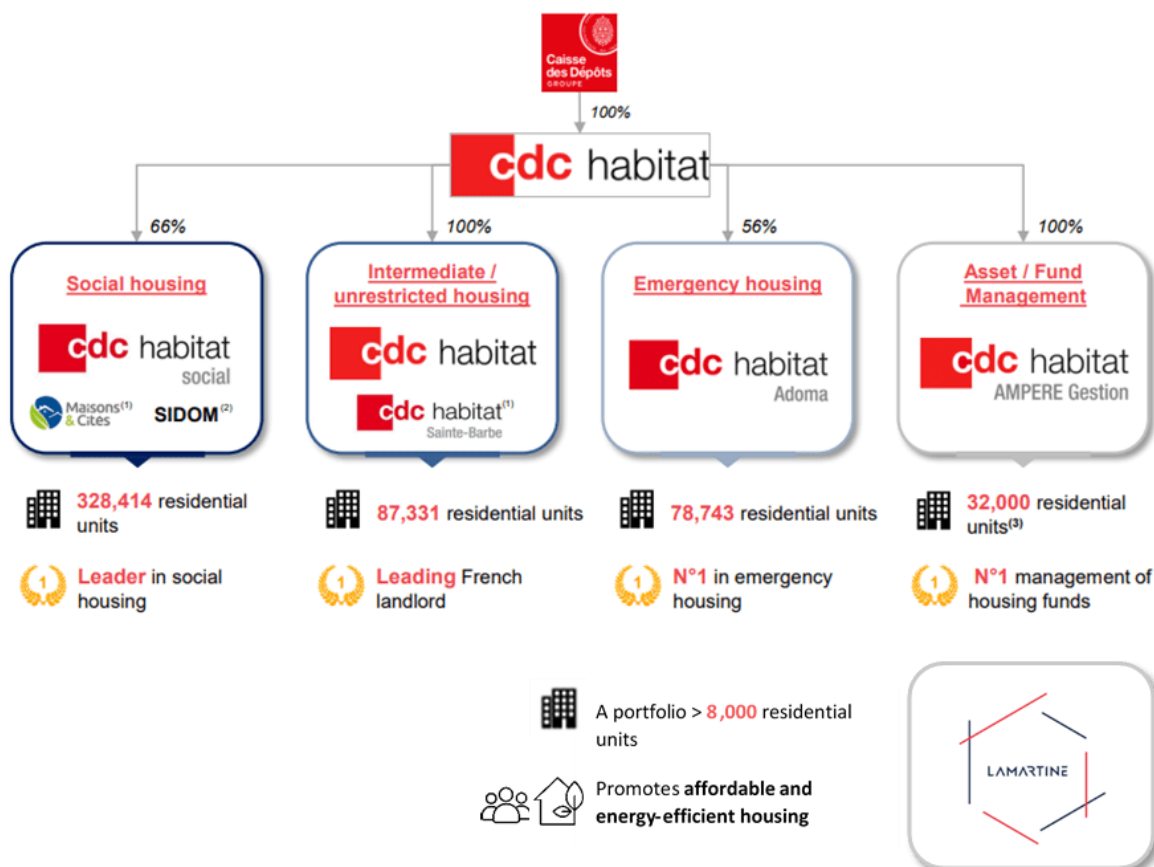 Caisse
des Dépôts
GROUPE
100%
cdc habitat
66%
100%
56%
100%
Social housing
cdc habitat
social
Maisons(1)
& Cités
SIDOM(2)
Intermediate /
unrestricted housing
cdc habitat
cdc habitat(1)
Sainte-Barbe
Emergency housing
cdc habitat
Adoma
Asset / Fund
Management
cdc habitat
AMPERE Gestion
328,414 residential
units
87,331 residential units
78,743 residential units
32,000 residential
units(3)
1
Leader in social
housing
1
Leading French
landlord
1
N°1 in emergency
housing
1
N°1 management of
housing funds
A portfolio > 8,000 residential
units
Promotes affordable and
energy-efficient housing
LAMARTINE